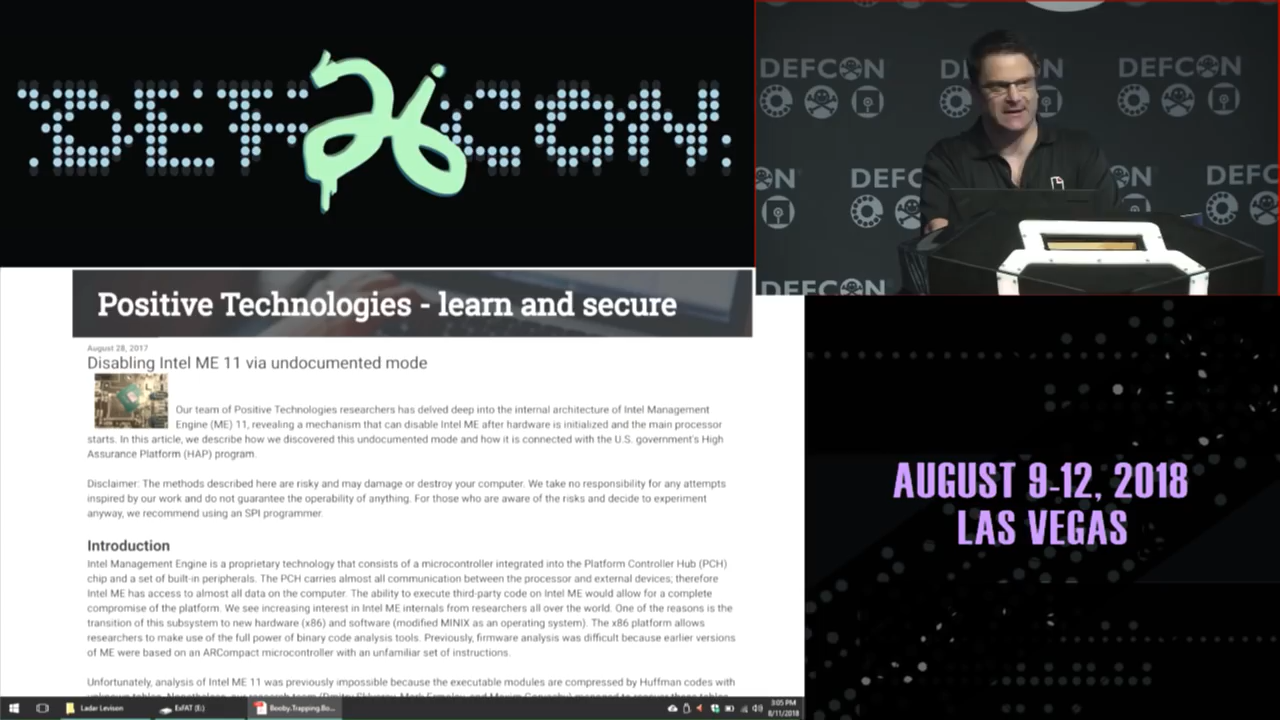 DEFCON
26
DEFCON
DEFCON
DEFCON
DEFCON
DEFCON
DEFCON
DEFCON
Positive Technologies - learn and secure
August 28, 2017
Disabling Intel ME 11 via undocumented mode
Our team of Positive Technologies researchers has delved deep into the internal architecture of Intel Management
Engine (ME) 11, revealing a mechanism that can disable Intel ME after hardware is initialized and the main processor
starts. In this article, we describe how we discovered this undocumented mode and how it is connected with the U.S. government's High
Assurance Platform (HAP) program.
Disclaimer: The methods described here are risky and may damage or destroy your computer. We take no responsibility for any attempts
inspired by our work and do not guarantee the operability of anything. For those who are aware of the risks and decide to experiment
anyway, we recommend using an SPI programmer.
Introduction
Intel Management Engine is a proprietary technology that consists of a microcontroller integrated into the Platform Controller Hub (PCH)
chip and a set of built-in peripherals. The PCH carries almost all communication between the processor and external devices; therefore
Intel ME has access to almost all data on the computer. The ability to execute third-party code on Intel ME would allow for a complete
compromise of the platform. We see increasing interest in Intel ME internals from researchers all over the world. One of the reasons is the
transition of this subsystem to new hardware (x86) and software (modified MINIX as an operating system). The x86 platform allows
researchers to make use of the full power of binary code analysis tools. Previously, firmware analysis was difficult because earlier versions
of ME were based on an ARCompact microcontroller with an unfamiliar set of instructions.
Unfortunately, analysis of Intel ME 11 was previously impossible because the executable modules are compressed by Huffman codes with
AUGUST 9-12, 2018
LAS VEGAS
Ladar Levison
ExFAT (E:)
Booby.Trapping.Bo...
3:05 PM
8/11/2018